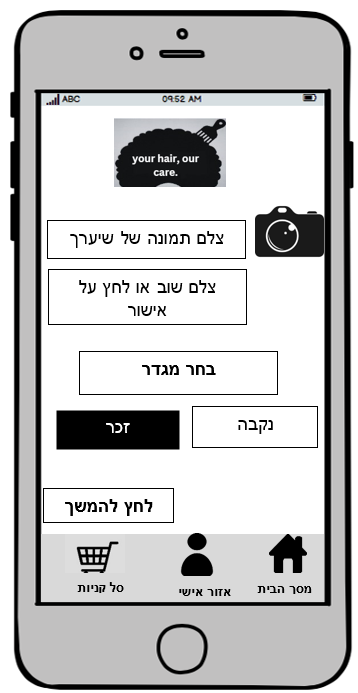 ABC
09:52 AM
your hair, our
care.
צלם תמונה של שיערך
צלם שוב או לחץ על
אישור
בחר מגדר
נקבה
זכר
לחץ להמשך
מסך הבית
אזור אישי
סל קניות